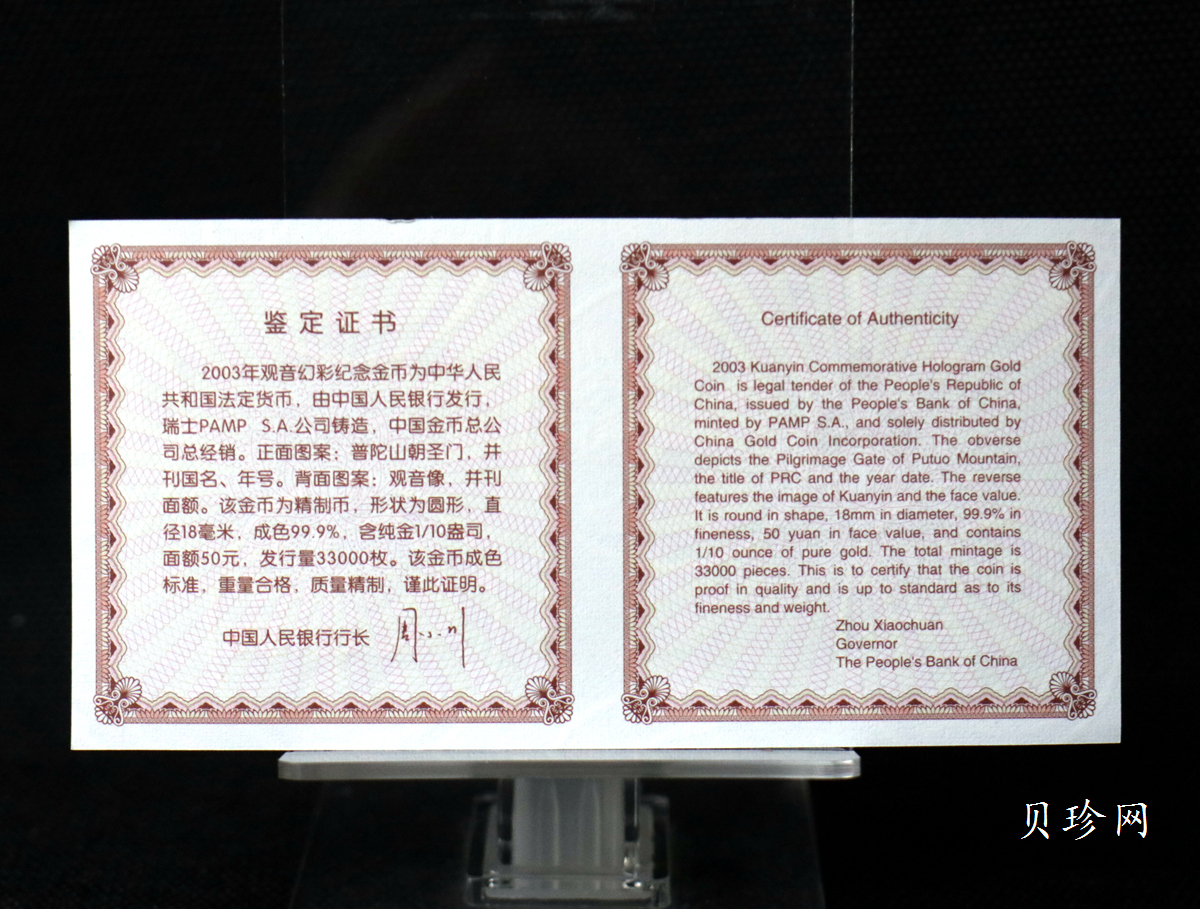 鉴定证书
2003年观音幻彩纪念金币为中华人民
共和国法定货币，由中国人民银行发行，
瑞士PAMP S.A.公司铸造，中国金币总公
司总经销。正面图案：普陀山朝圣门，并
刊国名、年号。背面图案：观音像，并刊
面额。该金币为精制币，形状为圆形，直
径18毫米，成色99.9%，含纯金1/10盎司，
面额50元，发行量33000枚。该金币成色
标准，重量合格，质量精制，谨此证明。
中国人民银行行长 周小川
Certificate of Authenticity
2003 Kuanyin Commemorative Hologram Gold
Coin is legal tender of the People's Republic of
China, issued by the People's Bank of China,
minted by PAMP S.A., and solely distributed by
China Gold Coin Incorporation. The obverse
depicts the Pilgrimage Gate of Putuo Mountain,
the title of PRC and the year date. The reverse
features the image of Kuanyin and the face value.
It is round in shape, 18mm in diameter, 99.9% in
fineness, 50 yuan in face value, and contains
1/10 ounce of pure gold. The total mintage is
33000 pieces. This is to certify that the coin is
proof in quality and is up to standard as to its
fineness and weight.
Zhou Xiaochuan
Governor
The People's Bank of China
贝珍网